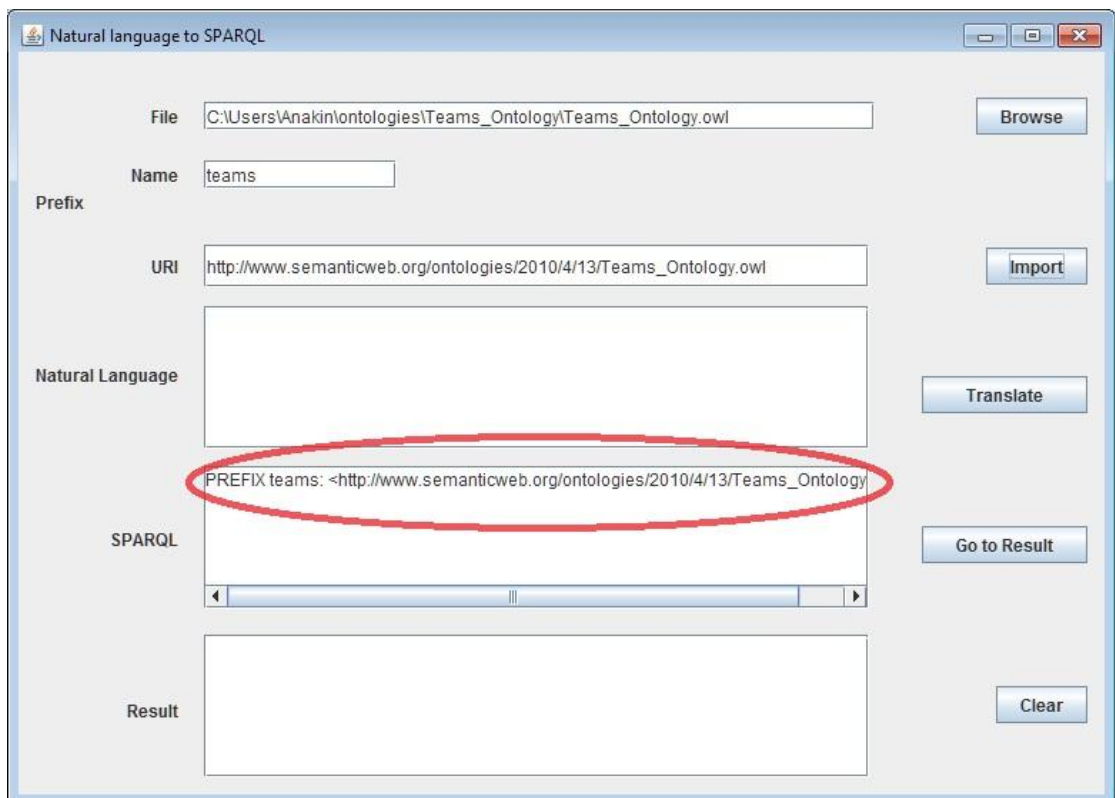 Natural language to SPARQL
File C:\Users\Anakin\ontologies\Teams_Ontology\Teams_Ontology.owl Browse
Name teams
Prefix
URI http://www.semanticweb.org/ontologies/2010/4/13/Teams_Ontology.owl Import
Natural Language
Translate
PREFIX teams: <http://www.semanticweb.org/ontologies/2010/4/13/Teams_Ontology
SPARQL Go to Result
Result Clear